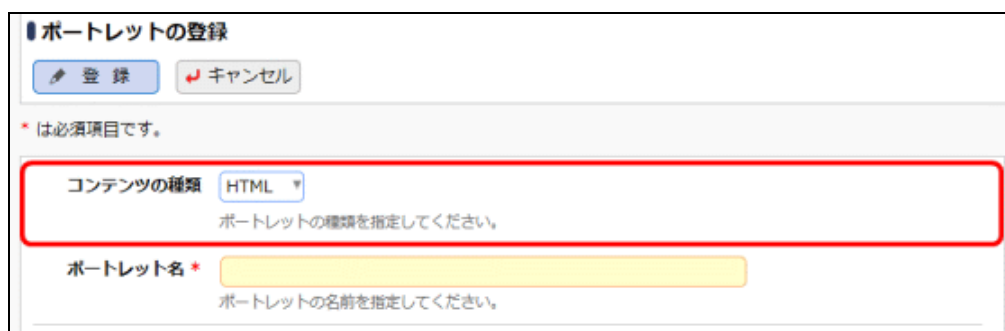 ポートレットの登録
登 録 キャンセル
* は必須項目です。
コンテンツの種類 HTML
ポートレットの種類を指定してください。
ポートレット名 *
ポートレットの名前を指定してください。